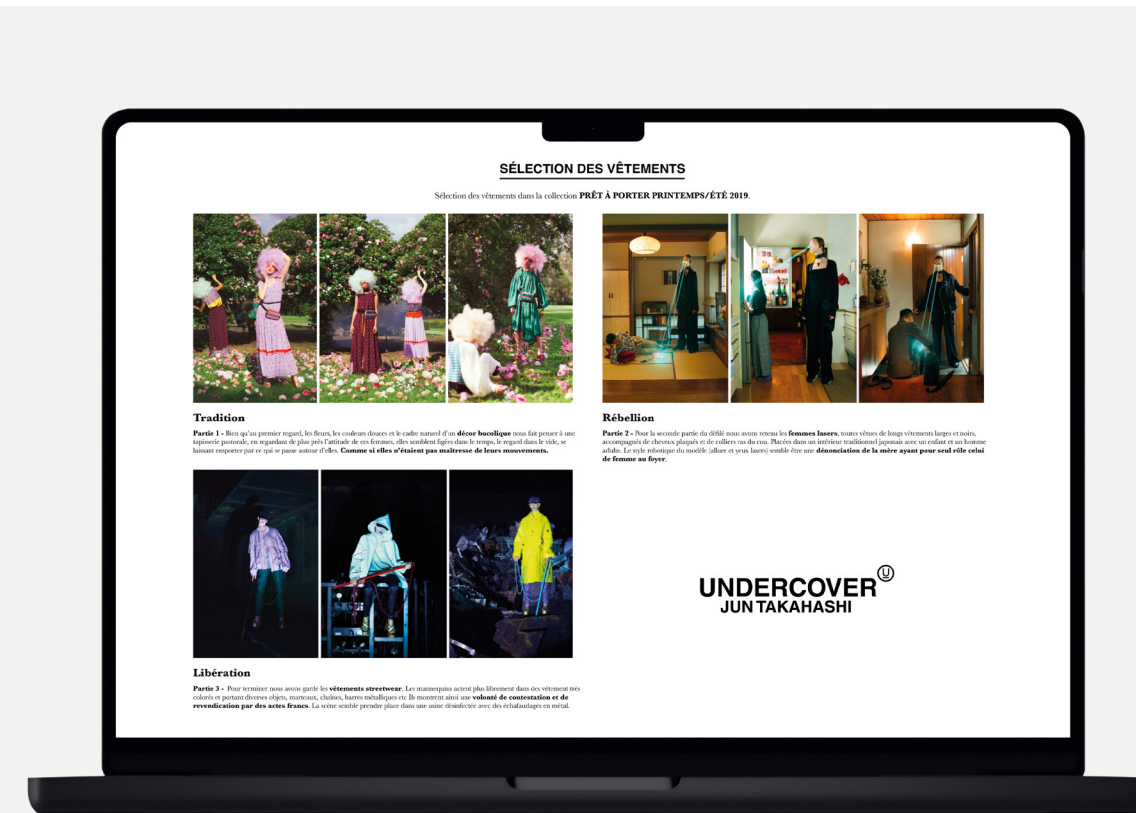 SÉLECTION DES VÊTEMENTS
Sélection des vêtements dans la collection PRÊT À PORTER PRINTEMPS/ÉTÉ 2019.
Tradition
Partie 1 - Bien qu'au premier regard, les fleurs, les couleurs douces et le cadre naturel d'un décor bucolique nous fait penser à une
tapisserie pastorale, en regardant de plus près l'attitude de ces femmes, elles semblent figées dans le temps, le regard dans le vide, se
laissant emporter par ce qui se passe autour d'elles. Comme si elles n'étaient pas maîtresse de leurs mouvements.
Rébellion
Partie 2 - Pour la seconde partie du défilé nous avons retenu les femmes lasers, toutes vêtues de longs vêtements larges et noirs,
accompagnés de cheveux plaqués et de colliers ras du cou. Placées dans un intérieur traditionnel japonais avec un enfant et un homme
adulte. Le style robotique du modèle (allure et yeux lasers) semble être une dénonciation de la mère ayant pour seul rôle celui
de femme au foyer.
Libération
Partie 3 - Pour terminer nous avons gardé les vêtements streetwear. Les mannequins actent plus librement dans des vêtement très
colorés et portant diverses objets, marteaux, chaînes, barres métalliques etc Ils montrent ainsi une volonté de contestation et de
revendication par des actes francs. La scène semble prendre place dans une usine désinfectée avec des échafaudages en métal.
UNDERCOVER U
JUN TAKAHASHI